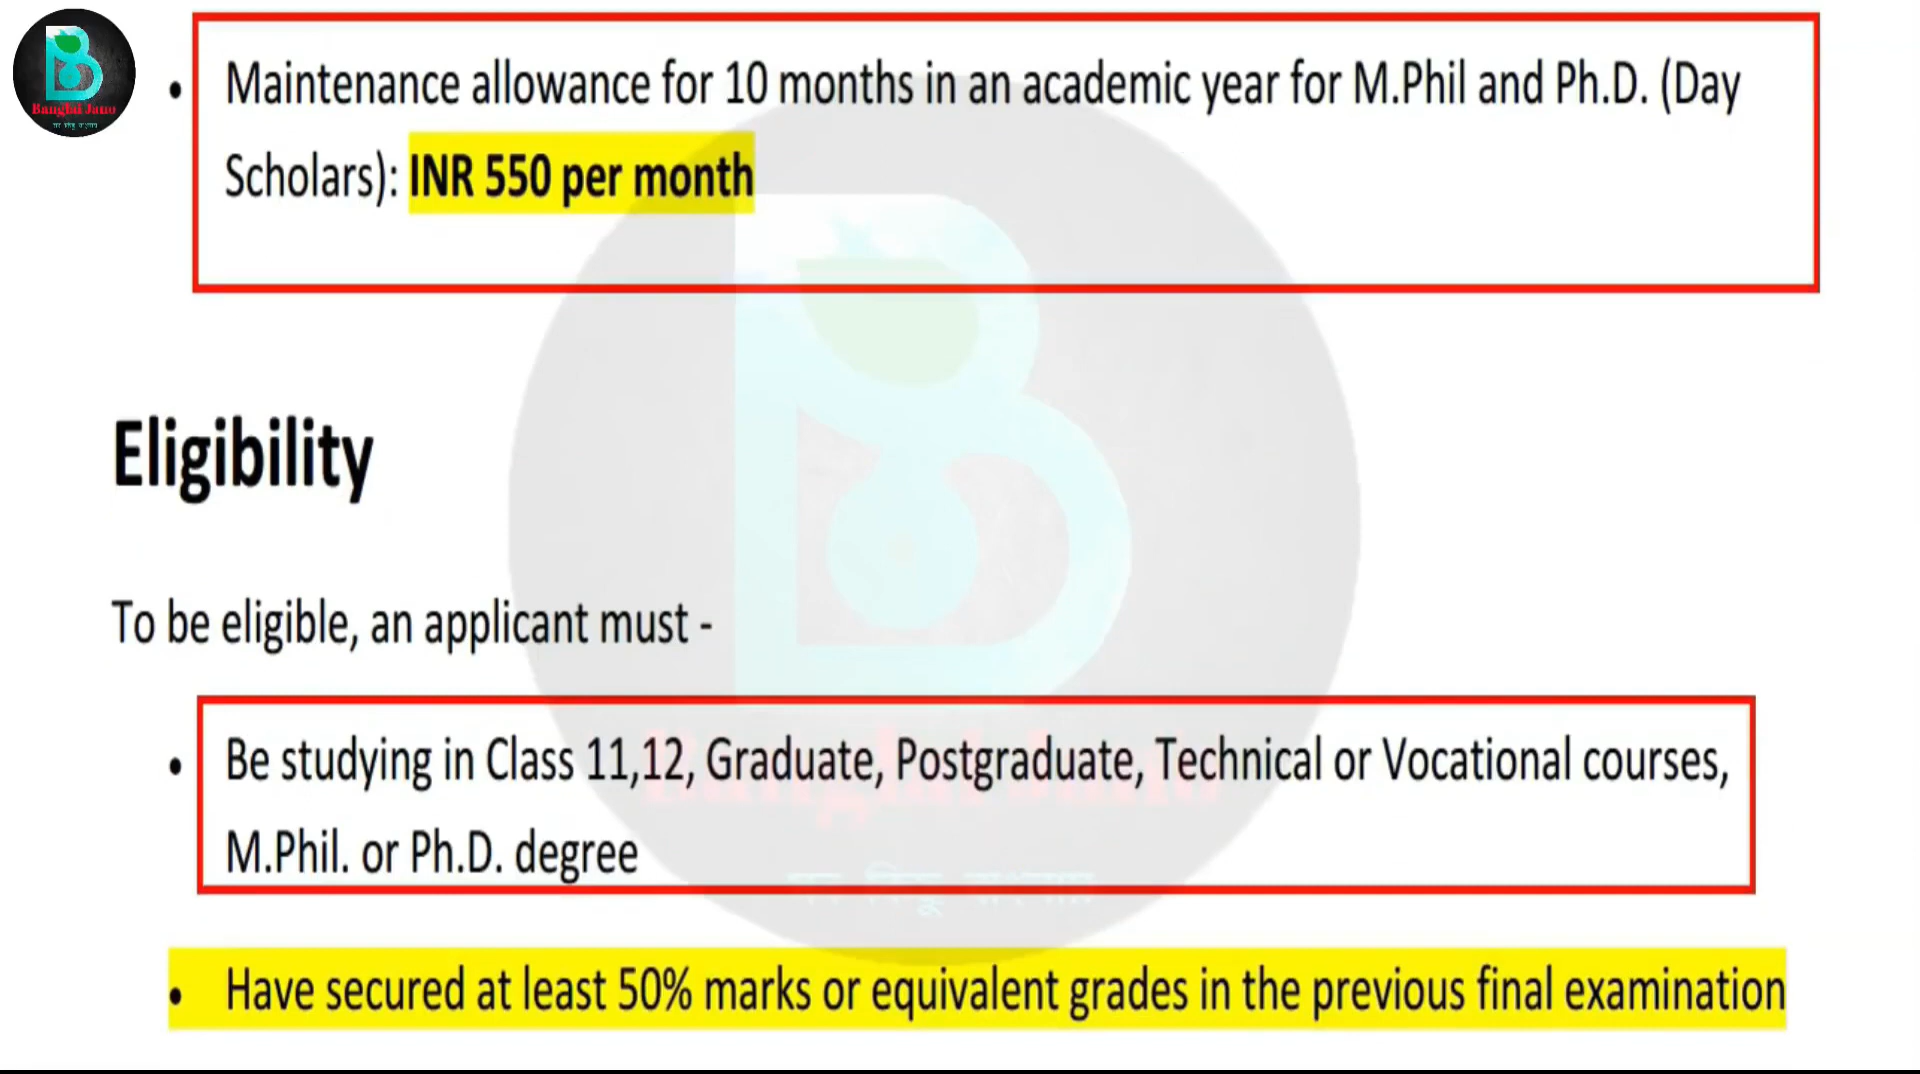 Bangfai Jano
• Maintenance allowance for 10 months in an academic year for M.Phil and Ph.D. (Day
Scholars): INR 550 per month
Eligibility
To be eligible, an applicant must -
• Be studying in Class 11,12, Graduate, Postgraduate, Technical or Vocational courses,
M.Phil. or Ph.D. degree
• Have secured at least 50% marks or equivalent grades in the previous final examination